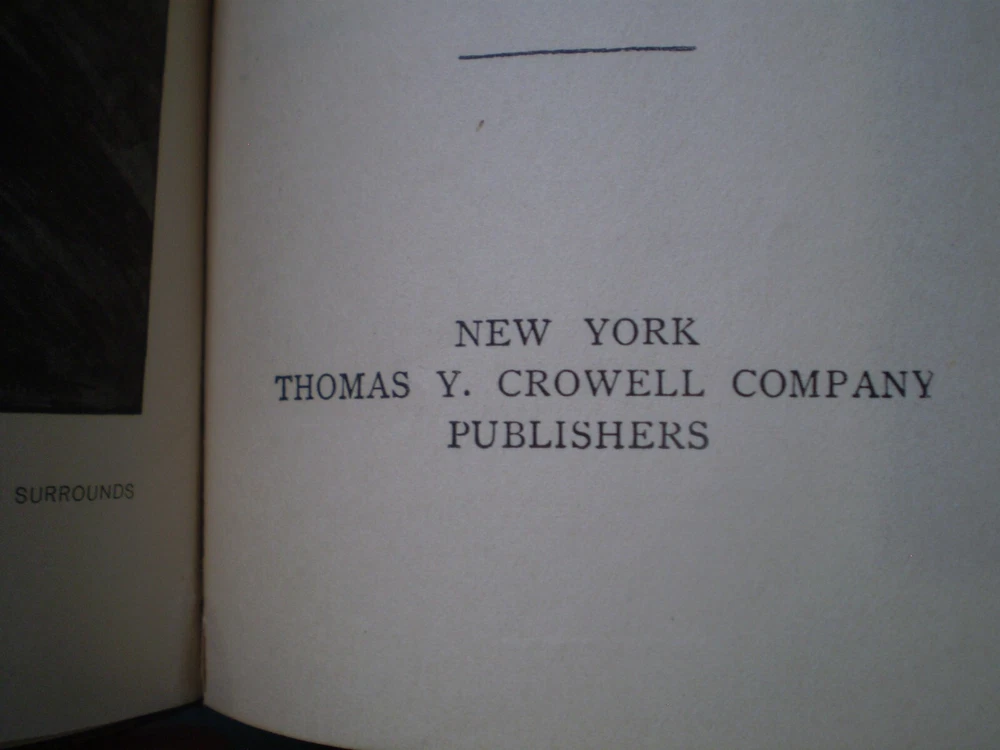 SURROUNDS
NEW YORK
THOMAS Y. CROWELL COMPANY
PUBLISHERS